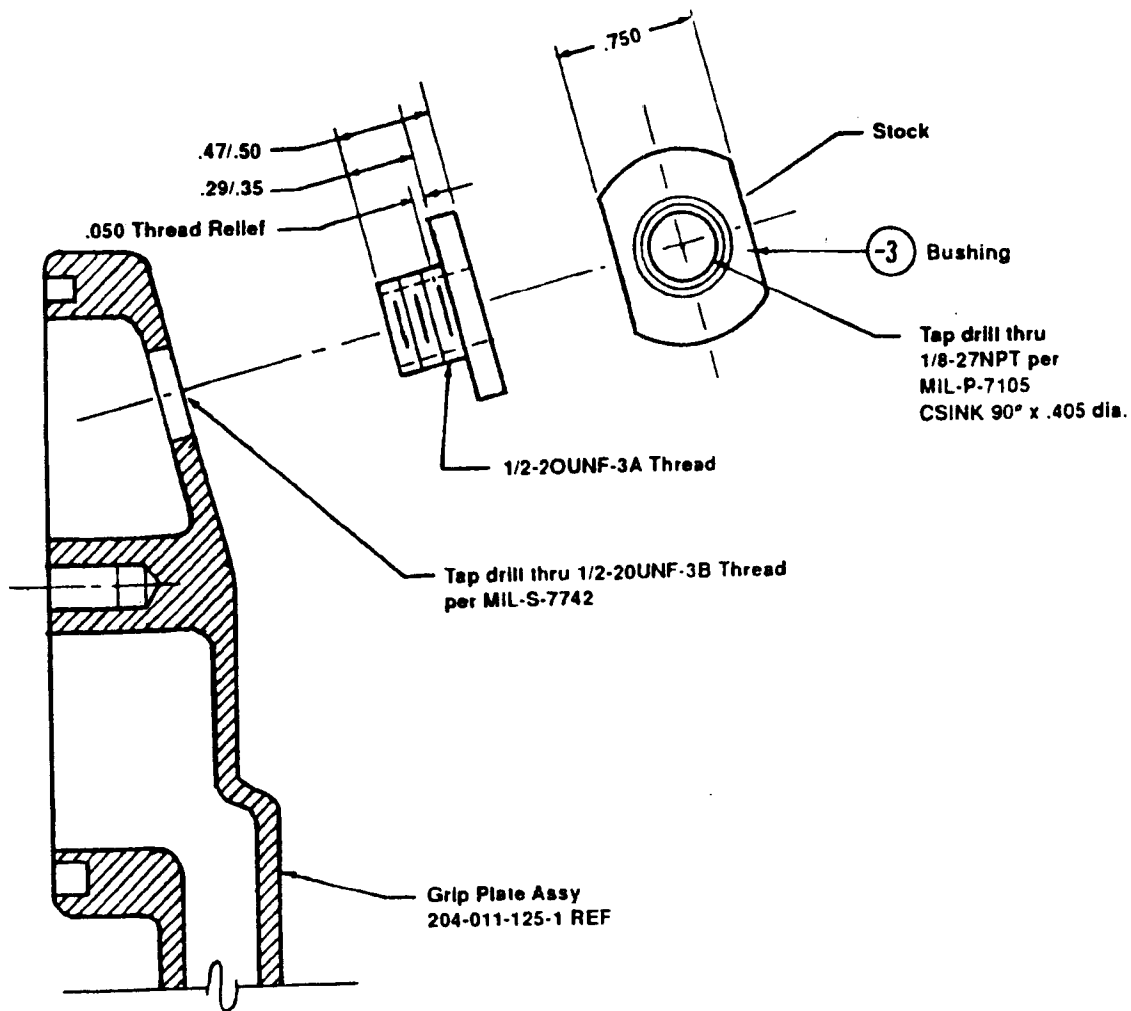 .750
.47/.50
.29/.35
.050 Thread Relief
Stock
-3 Bushing
Tap drill thru
1/8-27NPT per
MIL-P-7105
CSINK 90° x .405 dia.
1/2-20UNF-3A Thread
Tap drill thru 1/2-20UNF-3B Thread
per MIL-S-7742
Grip Plate Assy
204-011-125-1 REF